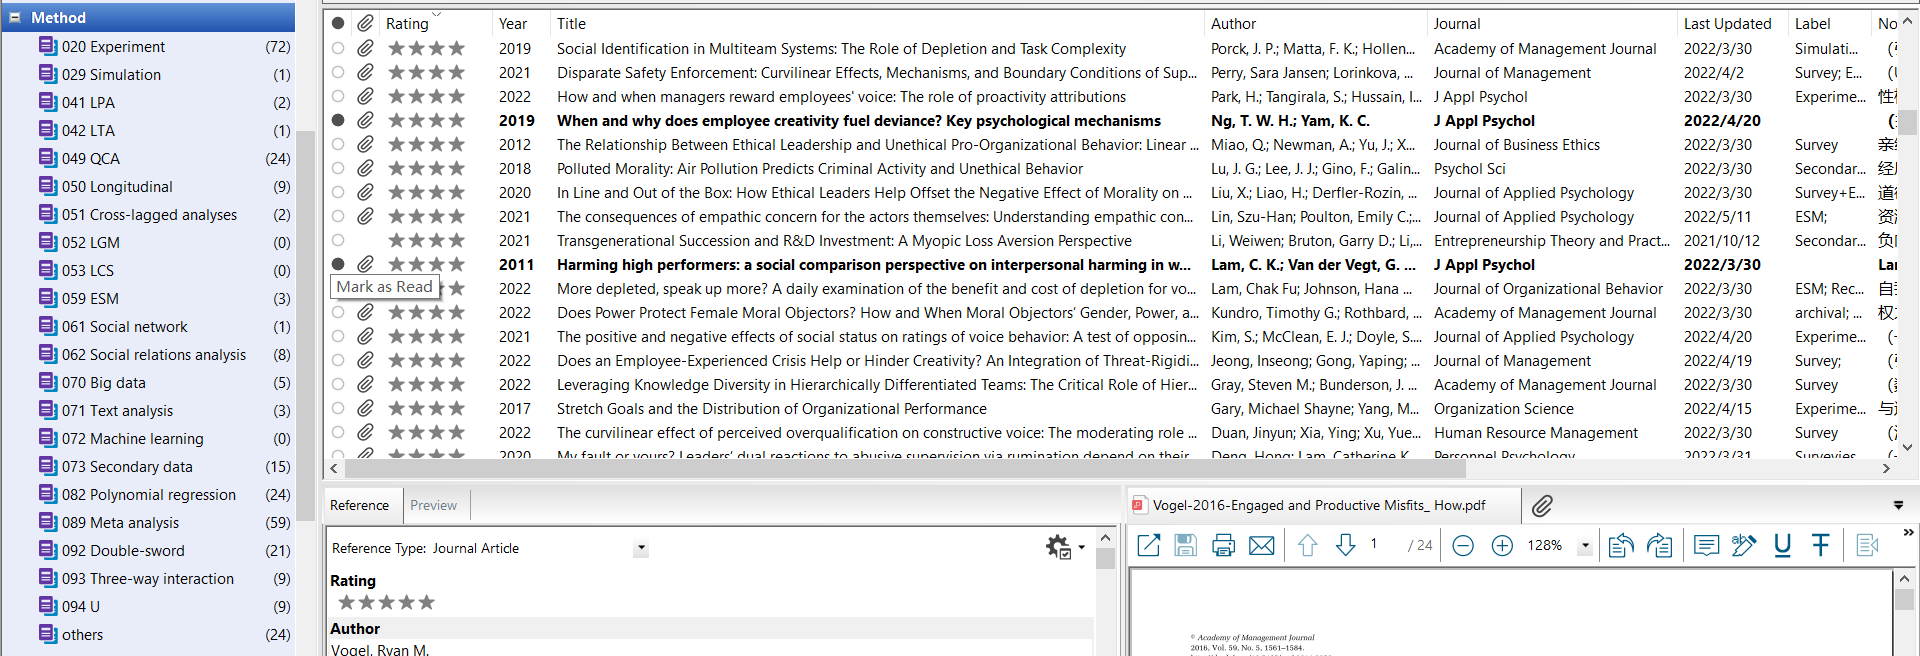 Method
020 Experiment (72)
029 Simulation (1)
041 LPA (2)
042 LTA (1)
049 QCA (24)
050 Longitudinal (9)
051 Cross-lagged analyses (2)
052 LGM (0)
053 LCS (0)
059 ESM (3)
061 Social network (1)
062 Social relations analysis (8)
070 Big data (5)
071 Text analysis (3)
072 Machine learning (0)
073 Secondary data (15)
082 Polynomial regression (24)
089 Meta analysis (59)
092 Double-sword (21)
093 Three-way interaction (9)
094 U (9)
others (24)
Rating Year Title Author Journal Last Updated Label No
2019 Social Identification in Multiteam Systems: The Role of Depletion and Task Complexity Porck, J. P.; Matta, F. K.; Hollen... Academy of Management Journal 2022/3/30 Simulati...
2021 Disparate Safety Enforcement: Curvilinear Effects, Mechanisms, and Boundary Conditions of Sup... Perry, Sara Jansen; Lorinkova, ... Journal of Management 2022/4/2 Survey; E...
2022 How and when managers reward employees' voice: The role of proactivity attributions Park, H.; Tangirala, S.; Hussain, I... J Appl Psychol 2022/3/30 Experime... 性
2019 When and why does employee creativity fuel deviance? Key psychological mechanisms Ng, T. W. H.; Yam, K. C. J Appl Psychol 2022/4/20
2012 The Relationship Between Ethical Leadership and Unethical Pro-Organizational Behavior: Linear ... Miao, Q.; Newman, A.; Yu, J.; X... Journal of Business Ethics 2022/3/30 Survey 亲
2018 Polluted Morality: Air Pollution Predicts Criminal Activity and Unethical Behavior Lu, J. G.; Lee, J. J.; Gino, F.; Galin... Psychol Sci 2022/3/30 Secondar... 经
2020 In Line and Out of the Box: How Ethical Leaders Help Offset the Negative Effect of Morality on ... Liu, X.; Liao, H.; Derfler-Rozin, ... Journal of Applied Psychology 2022/3/30 Survey+E... 道
2021 The consequences of empathic concern for the actors themselves: Understanding empathic con... Lin, Szu-Han; Poulton, Emily C.;... Journal of Applied Psychology 2022/5/11 ESM; 资
2021 Transgenerational Succession and R&D Investment: A Myopic Loss Aversion Perspective Li, Weiwen; Bruton, Garry D.; Li,... Entrepreneurship Theory and Pract... 2021/10/12 Secondar... 负
2011 Harming high performers: a social comparison perspective on interpersonal harming in w... Lam, C. K.; Van der Vegt, G. ... J Appl Psychol 2022/3/30 Lar
Mark as Read
2022 More depleted, speak up more? A daily examination of the benefit and cost of depletion for vo... Lam, Chak Fu; Johnson, Hana ... Journal of Organizational Behavior 2022/3/30 ESM; Rec... 自
2022 Does Power Protect Female Moral Objectors? How and When Moral Objectors' Gender, Power, a... Kundro, Timothy G.; Rothbard, ... Academy of Management Journal 2022/3/30 archival; ... 权
2021 The positive and negative effects of social status on ratings of voice behavior: A test of opposin... Kim, S.; McClean, E. J.; Doyle, S... Journal of Applied Psychology 2022/4/20 Experime...
2022 Does an Employee-Experienced Crisis Help or Hinder Creativity? An Integration of Threat-Rigidi... Jeong, Inseong; Gong, Yaping; ... Journal of Management 2022/4/19 Survey;
2022 Leveraging Knowledge Diversity in Hierarchically Differentiated Teams: The Critical Role of Hier... Gray, Steven M.; Bunderson, J. ... Academy of Management Journal 2022/3/30 Survey
2017 Stretch Goals and the Distribution of Organizational Performance Gary, Michael Shayne; Yang, M... Organization Science 2022/4/15 Experime... 与
2022 The curvilinear effect of perceived overqualification on constructive voice: The moderating role ... Duan, Jinyun; Xia, Ying; Xu, Yue... Human Resource Management 2022/3/30 Survey
2020 My fault or yours? Leaders' dual reactions to abusive supervision via rumination depend on their Deng, Hong; Lam, Catherine K. Personnel Psychology 2022/3/31
Reference Preview
Vogel-2016-Engaged and Productive Misfits_ How.pdf
Reference Type: Journal Article
1 / 24 128%
Rating
Author
Vogel, Ryan M.
© Academy of Management Journal
2016, Vol. 59, No. 5, 1561–1584.